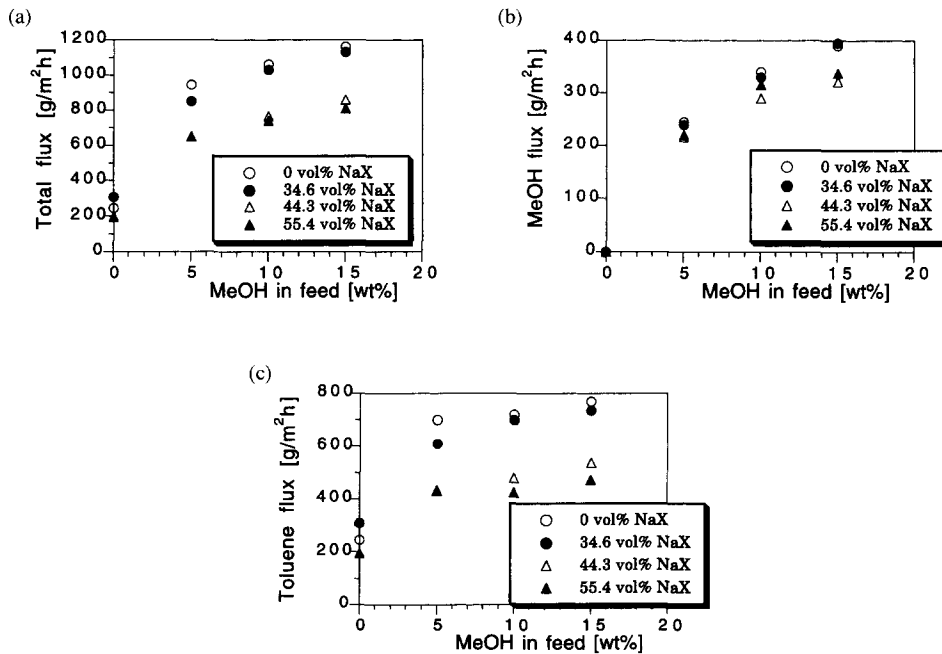 (a)
Total flux [g/m²h]
1200
1000
800
600
400
200
0
0 5 10 15 20
MeOH in feed [wt%]
0 vol% NaX
34.6 vol% NaX
44.3 vol% NaX
55.4 vol% NaX
(b)
MeOH flux [g/m²h]
400
300
200
100
0
0 5 10 15 20
MeOH in feed [wt%]
0 vol% NaX
34.6 vol% NaX
44.3 vol% NaX
55.4 vol% NaX
(c)
Toluene flux [g/m²h]
800
600
400
200
0
0 5 10 15 20
MeOH in feed [wt%]
0 vol% NaX
34.6 vol% NaX
44.3 vol% NaX
55.4 vol% NaX